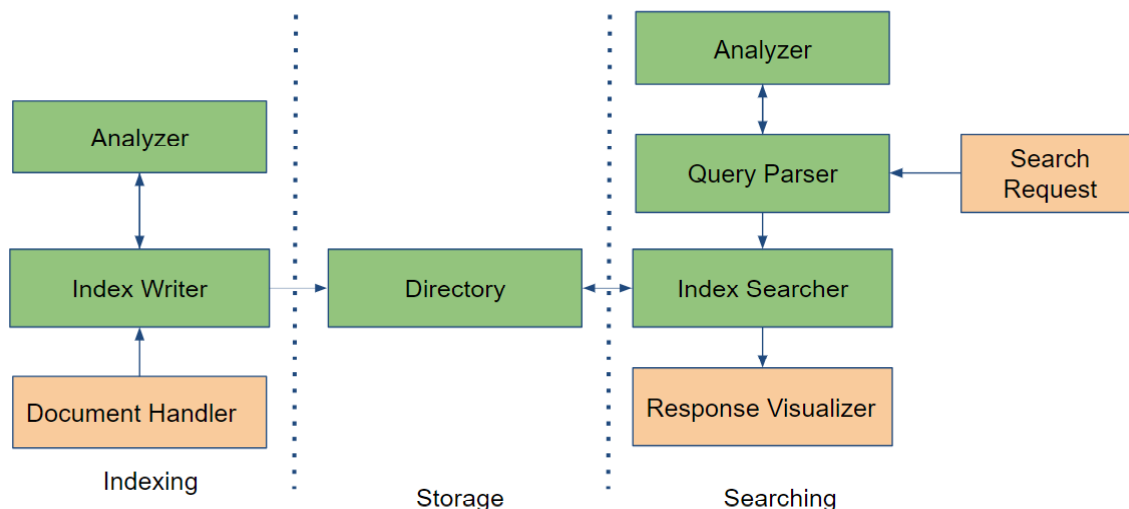 Analyzer
Index Writer
Document Handler
Indexing
Directory
Storage
Analyzer
Query Parser
Search
Request
Index Searcher
Response Visualizer
Searching